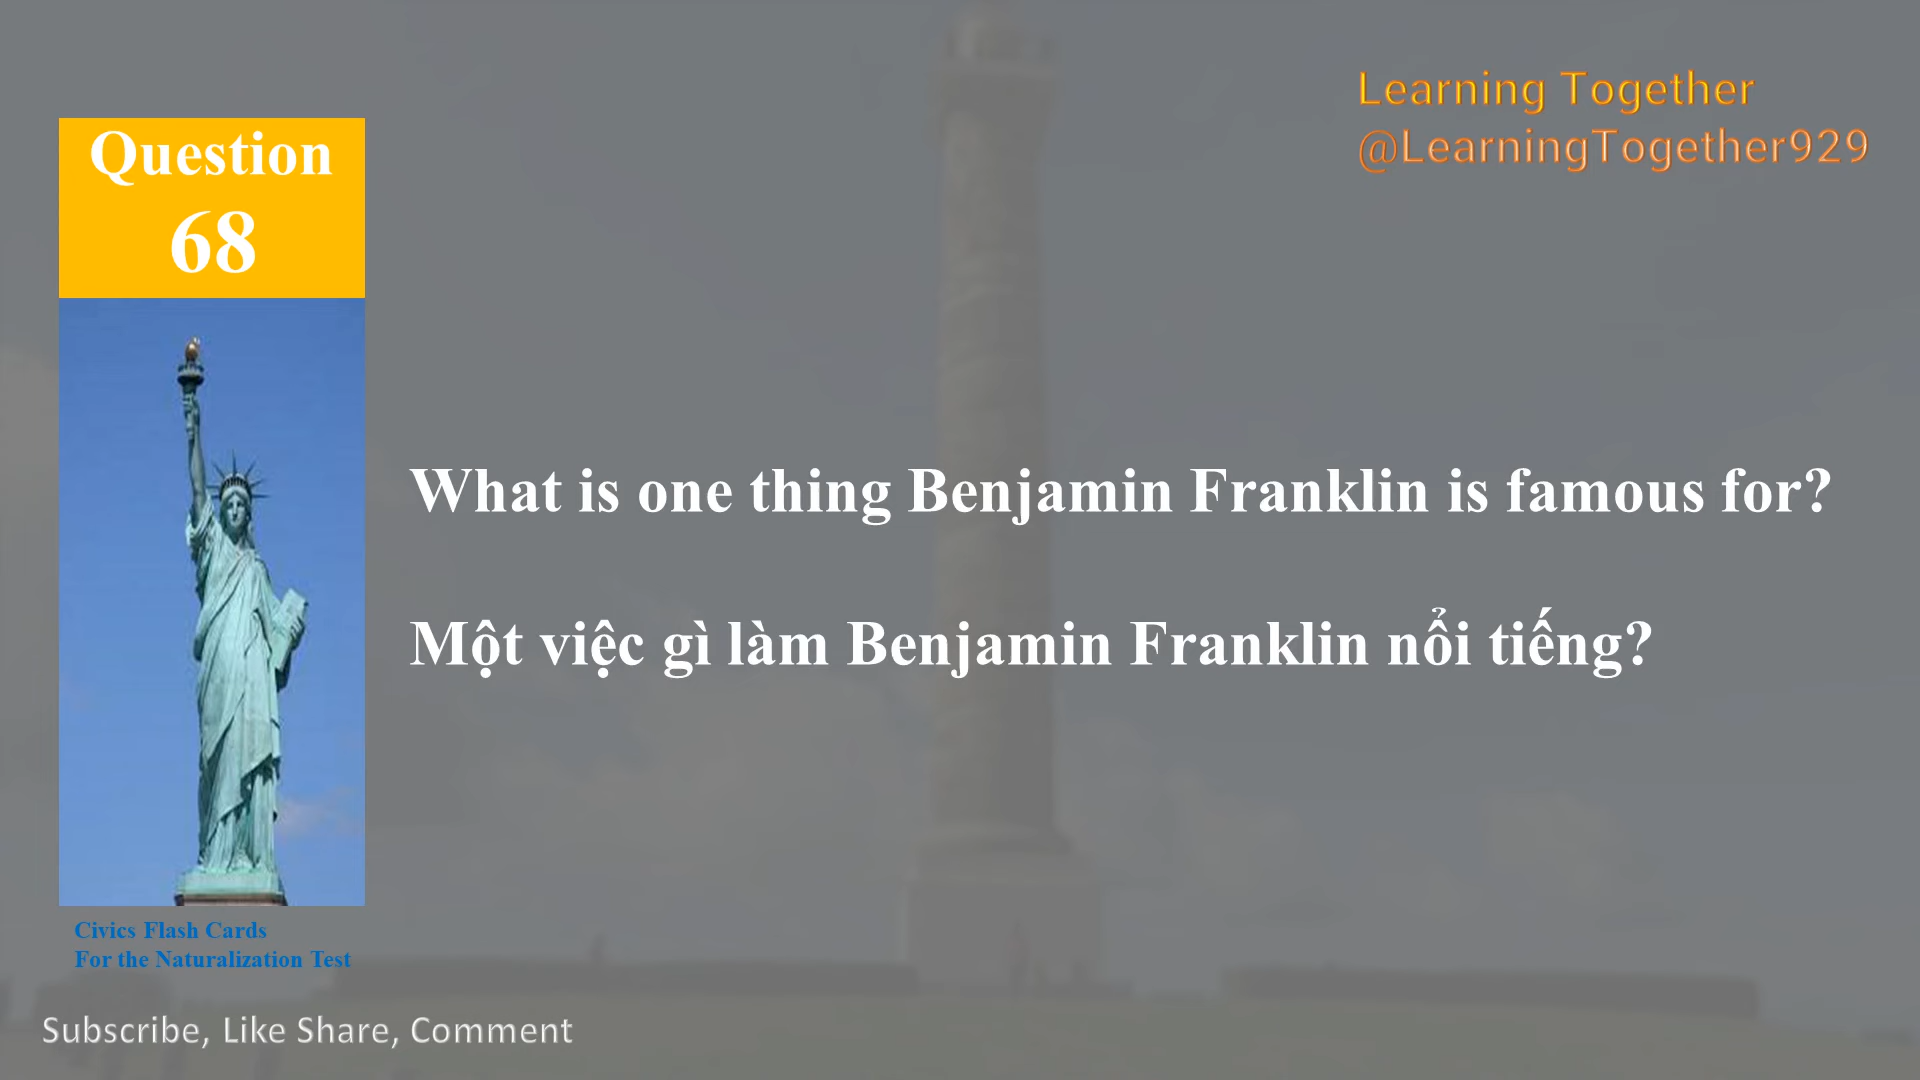 Learning Together
@LearningTogether929
Question
68
What is one thing Benjamin Franklin is famous for?
Một việc gì làm Benjamin Franklin nổi tiếng?
Civics Flash Cards
For the Naturalization Test
Subscribe, Like Share, Comment